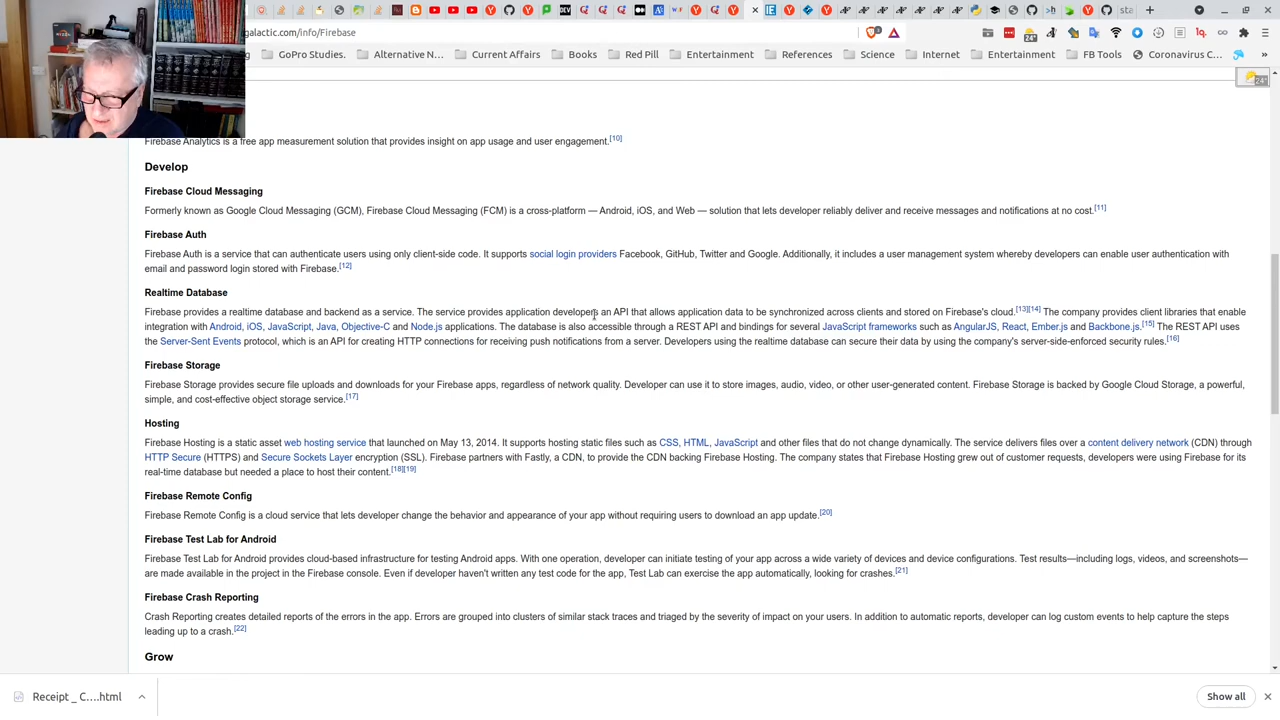 sta
galactic.com/info/Firebase
GoPro Studies.
Alternative N...
Current Affairs
Books
Red Pill
Entertainment
References
Science
Internet
Entertainment
FB Tools
Coronavirus C...
»
24°
Firebase Analytics is a free app measurement solution that provides insight on app usage and user engagement.[10]
Develop
Firebase Cloud Messaging
Formerly known as Google Cloud Messaging (GCM), Firebase Cloud Messaging (FCM) is a cross-platform — Android, iOS, and Web — solution that lets developer reliably deliver and receive messages and notifications at no cost.[11]
Firebase Auth
Firebase Auth is a service that can authenticate users using only client-side code. It supports social login providers Facebook, GitHub, Twitter and Google. Additionally, it includes a user management system whereby developers can enable user authentication with
email and password login stored with Firebase.[12]
Realtime Database
Firebase provides a realtime database and backend as a service. The service provides application developers an API that allows application data to be synchronized across clients and stored on Firebase's cloud.[13][14] The company provides client libraries that enable
integration with Android, iOS, JavaScript, Java, Objective-C and Node.js applications. The database is also accessible through a REST API and bindings for several JavaScript frameworks such as AngularJS, React, Ember.js and Backbone.js.[15] The REST API uses
the Server-Sent Events protocol, which is an API for creating HTTP connections for receiving push notifications from a server. Developers using the realtime database can secure their data by using the company's server-side-enforced security rules.[16]
Firebase Storage
Firebase Storage provides secure file uploads and downloads for your Firebase apps, regardless of network quality. Developer can use it to store images, audio, video, or other user-generated content. Firebase Storage is backed by Google Cloud Storage, a powerful,
simple, and cost-effective object storage service.[17]
Hosting
Firebase Hosting is a static asset web hosting service that launched on May 13, 2014. It supports hosting static files such as CSS, HTML, JavaScript and other files that do not change dynamically. The service delivers files over a content delivery network (CDN) through
HTTP Secure (HTTPS) and Secure Sockets Layer encryption (SSL). Firebase partners with Fastly, a CDN, to provide the CDN backing Firebase Hosting. The company states that Firebase Hosting grew out of customer requests, developers were using Firebase for its
real-time database but needed a place to host their content.[18][19]
Firebase Remote Config
Firebase Remote Config is a cloud service that lets developer change the behavior and appearance of your app without requiring users to download an app update.[20]
Firebase Test Lab for Android
Firebase Test Lab for Android provides cloud-based infrastructure for testing Android apps. With one operation, developer can initiate testing of your app across a wide variety of devices and device configurations. Test results—including logs, videos, and screenshots—
are made available in the project in the Firebase console. Even if developer haven't written any test code for the app, Test Lab can exercise the app automatically, looking for crashes.[21]
Firebase Crash Reporting
Crash Reporting creates detailed reports of the errors in the app. Errors are grouped into clusters of similar stack traces and triaged by the severity of impact on your users. In addition to automatic reports, developer can log custom events to help capture the steps
leading up to a crash.[22]
Grow
Receipt _ C....html
Show all